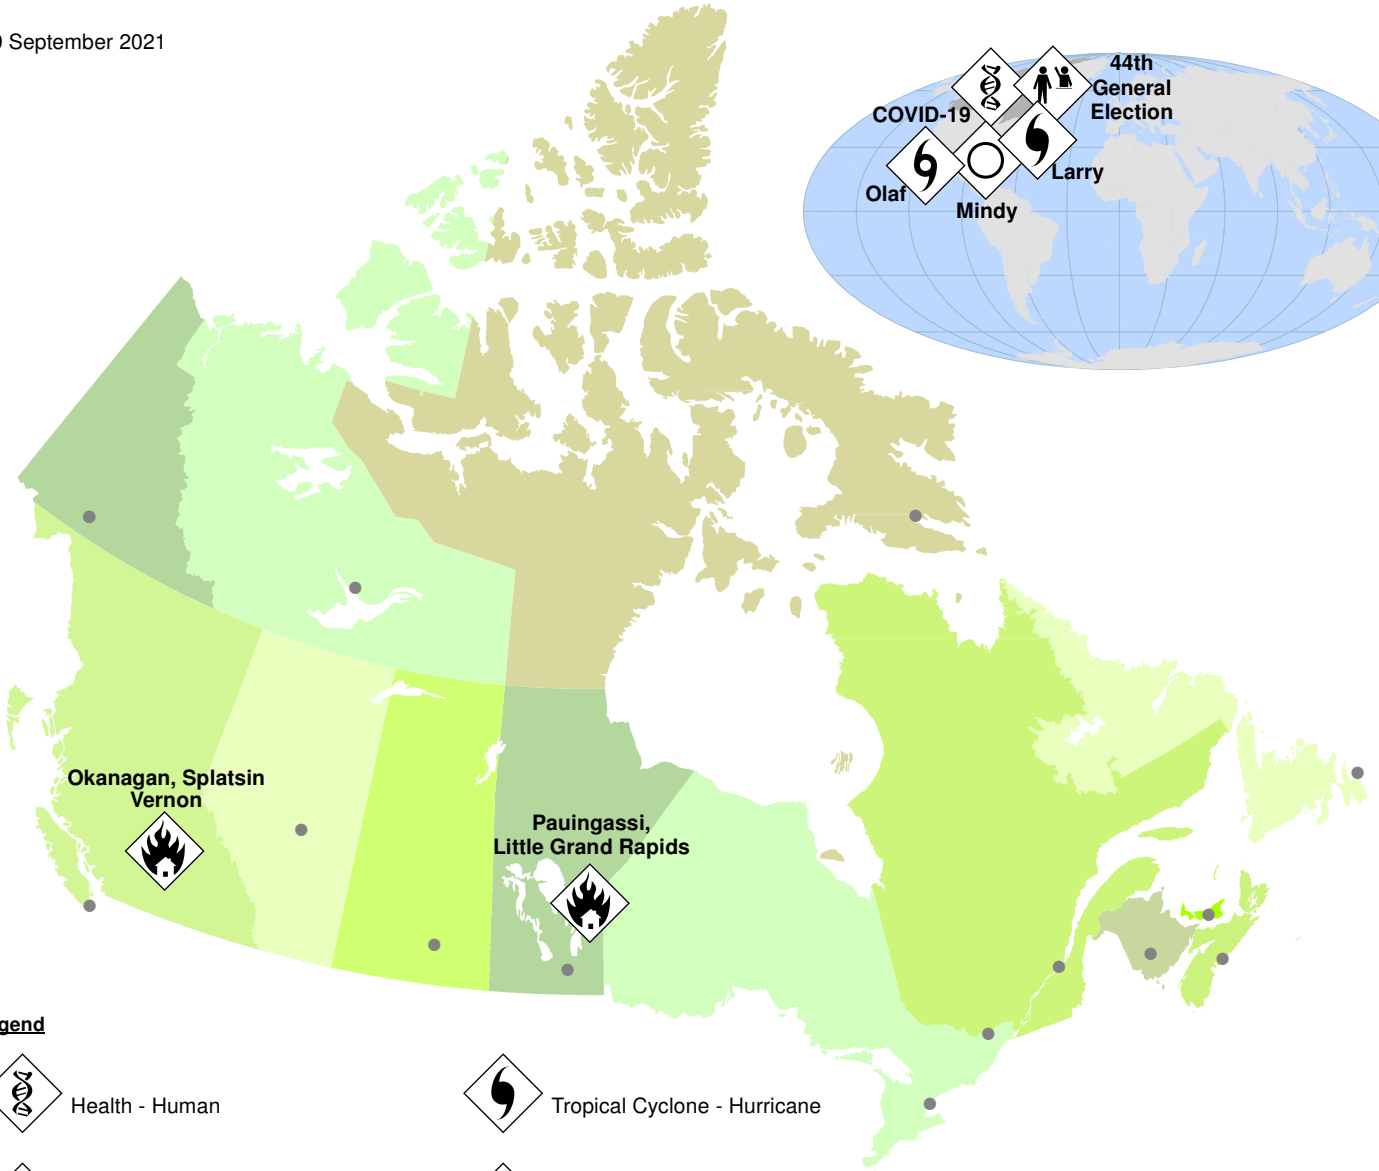 September 2021
44th
General
Election
COVID-19
Olaf
Larry
Mindy
Okanagan, Splatsin
Vernon
Pauingassi,
Little Grand Rapids
gend
Health - Human
Tropical Cyclone - Hurricane